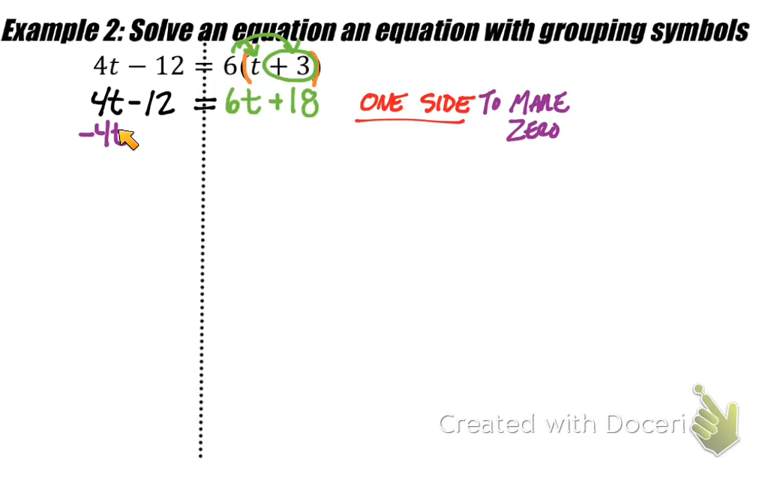 Example 2: Solve an equation an equation with grouping symbols
4t − 12 = 6(t + 3)
4t - 12 = 6t + 18 ONE SIDE TO MAKE
-4t ZERO
Created with Doceri